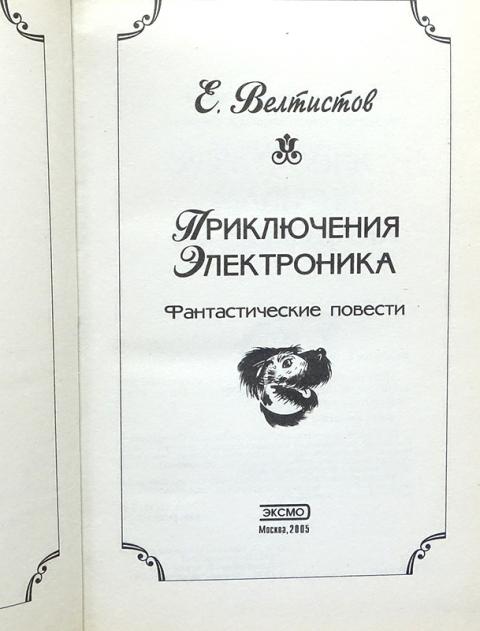 Е. Велтистов
Приключения
Электроника
Фантастические повести
ЭКСМО
Москва, 2005